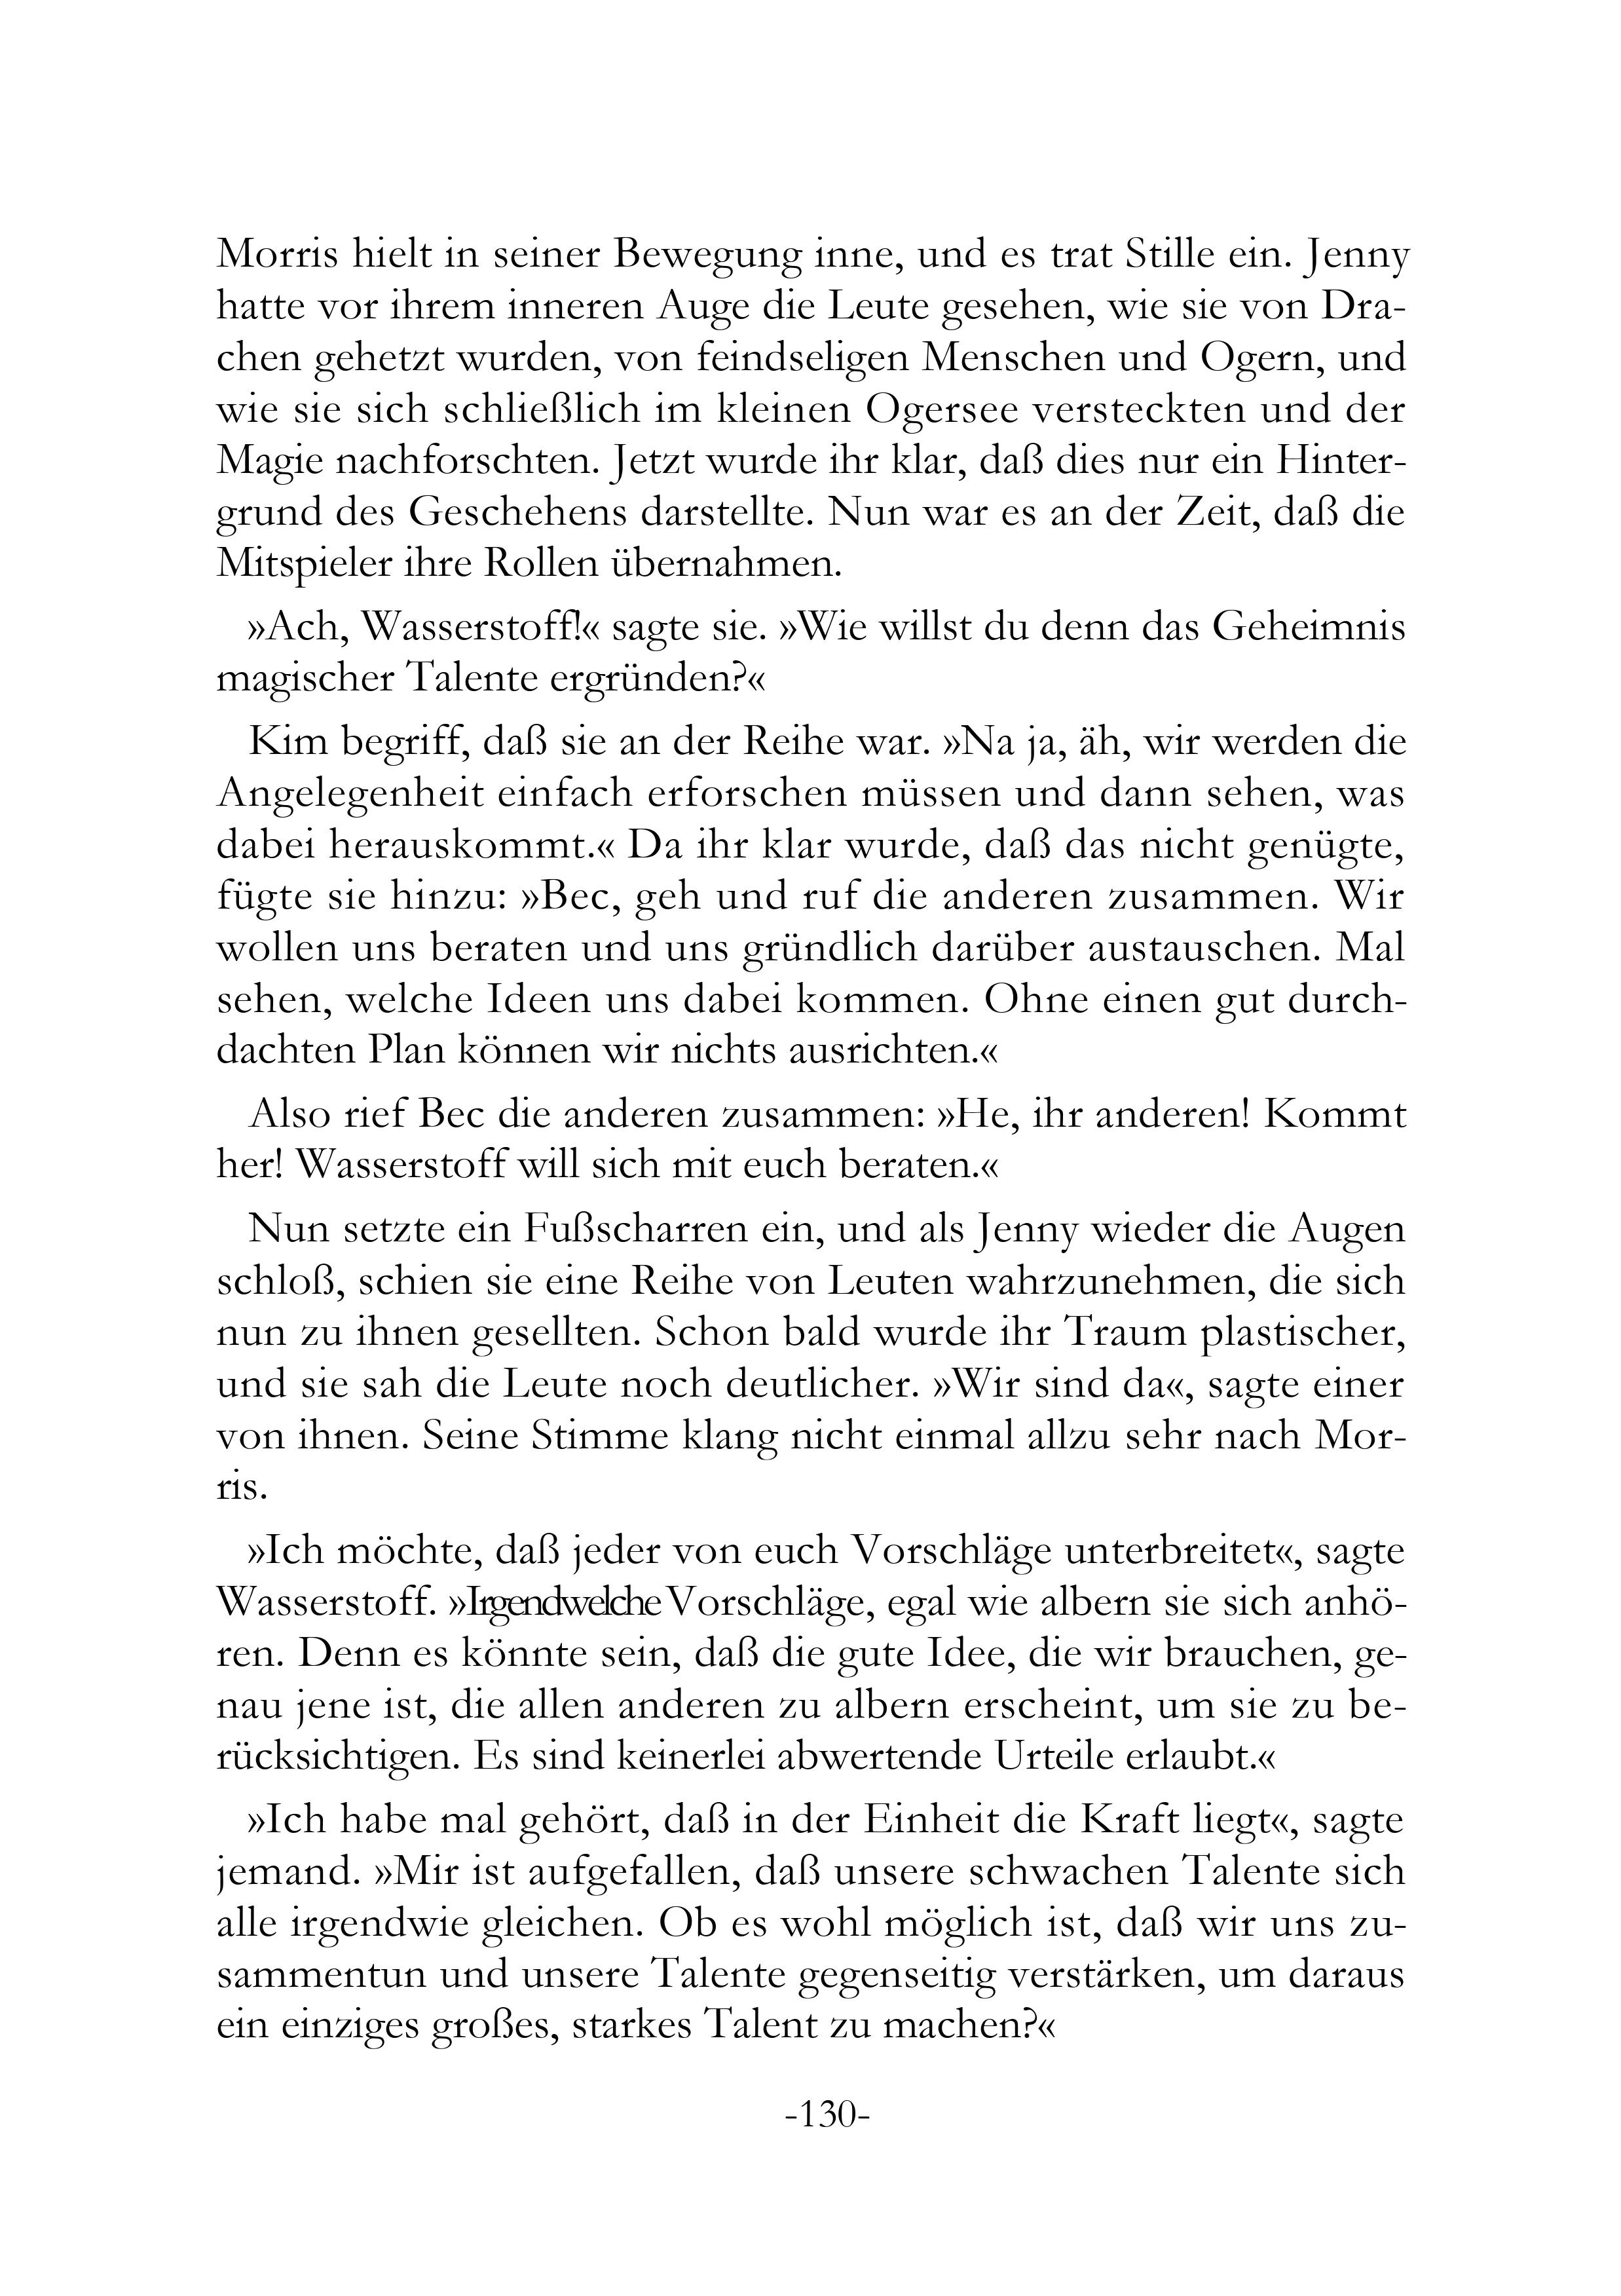 Morris hielt in seiner Bewegung inne, und es trat Stille ein. Jenny
hatte vor ihrem inneren Auge die Leute gesehen, wie sie von Dra-
chen gehetzt wurden, von feindseligen Menschen und Ogern, und
wie sie sich schließlich im kleinen Ogersee versteckten und der
Magie nachforschten. Jetzt wurde ihr klar, daß dies nur ein Hinter-
grund des Geschehens darstellte. Nun war es an der Zeit, daß die
Mitspieler ihre Rollen übernahmen.
»Ach, Wasserstoff!« sagte sie. »Wie willst du denn das Geheimnis
magischer Talente ergründen?«
Kim begriff, daß sie an der Reihe war. »Na ja, äh, wir werden die
Angelegenheit einfach erforschen müssen und dann sehen, was
dabei herauskommt.« Da ihr klar wurde, daß das nicht genügte,
fügte sie hinzu: »Bec, geh und ruf die anderen zusammen. Wir
wollen uns beraten und uns gründlich darüber austauschen. Mal
sehen, welche Ideen uns dabei kommen. Ohne einen gut durch-
dachten Plan können wir nichts ausrichten.«
Also rief Bec die anderen zusammen: »He, ihr anderen! Kommt
her! Wasserstoff will sich mit euch beraten.«
Nun setzte ein Fußscharren ein, und als Jenny wieder die Augen
schloß, schien sie eine Reihe von Leuten wahrzunehmen, die sich
nun zu ihnen gesellten. Schon bald wurde ihr Traum plastischer,
und sie sah die Leute noch deutlicher. »Wir sind da«, sagte einer
von ihnen. Seine Stimme klang nicht einmal allzu sehr nach Mor-
ris.
»Ich möchte, daß jeder von euch Vorschläge unterbreitet«, sagte
Wasserstoff. »Irgendwelche Vorschläge, egal wie albern sie sich anhö-
ren. Denn es könnte sein, daß die gute Idee, die wir brauchen, ge-
nau jene ist, die allen anderen zu albern erscheint, um sie zu be-
rücksichtigen. Es sind keinerlei abwertende Urteile erlaubt.«
»Ich habe mal gehört, daß in der Einheit die Kraft liegt«, sagte
jemand. »Mir ist aufgefallen, daß unsere schwachen Talente sich
alle irgendwie gleichen. Ob es wohl möglich ist, daß wir uns zu-
sammentun und unsere Talente gegenseitig verstärken, um daraus
ein einziges großes, starkes Talent zu machen?«
-130-